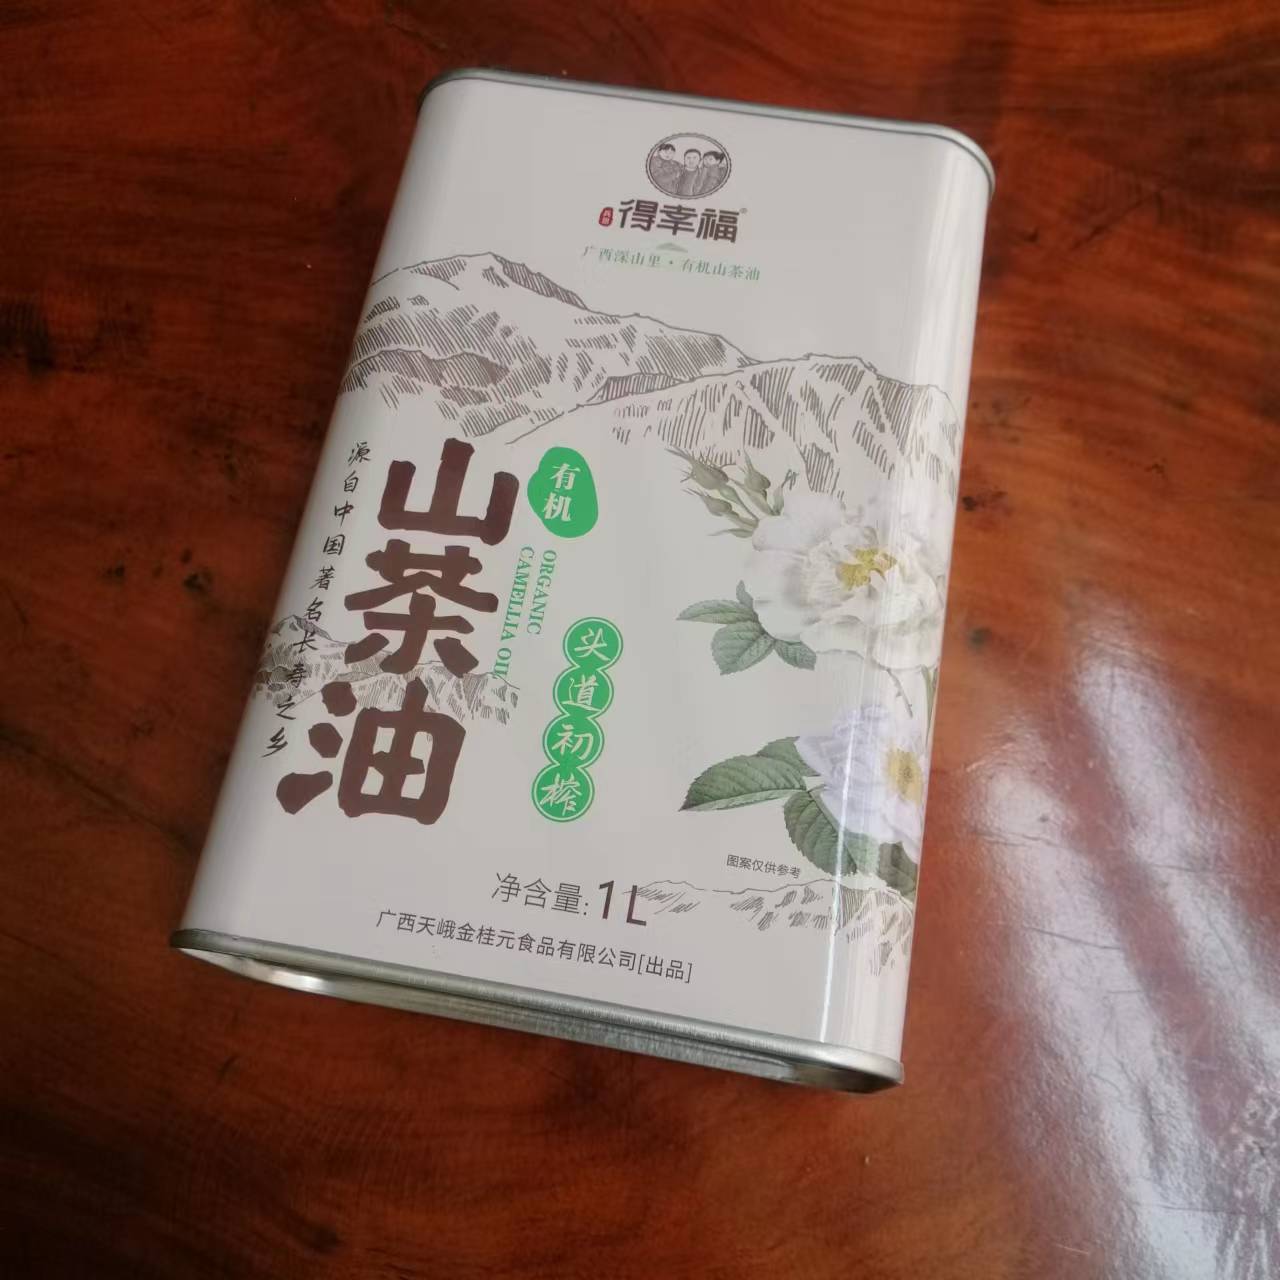 得幸福®
广西深山里·有机山茶油
源自中国著名长寿之乡
山茶油
有机
ORGANIC
CAMELLIA OIL
头道初榨
图案仅供参考
净含量:1L
广西天峨金桂元食品有限公司[出品]